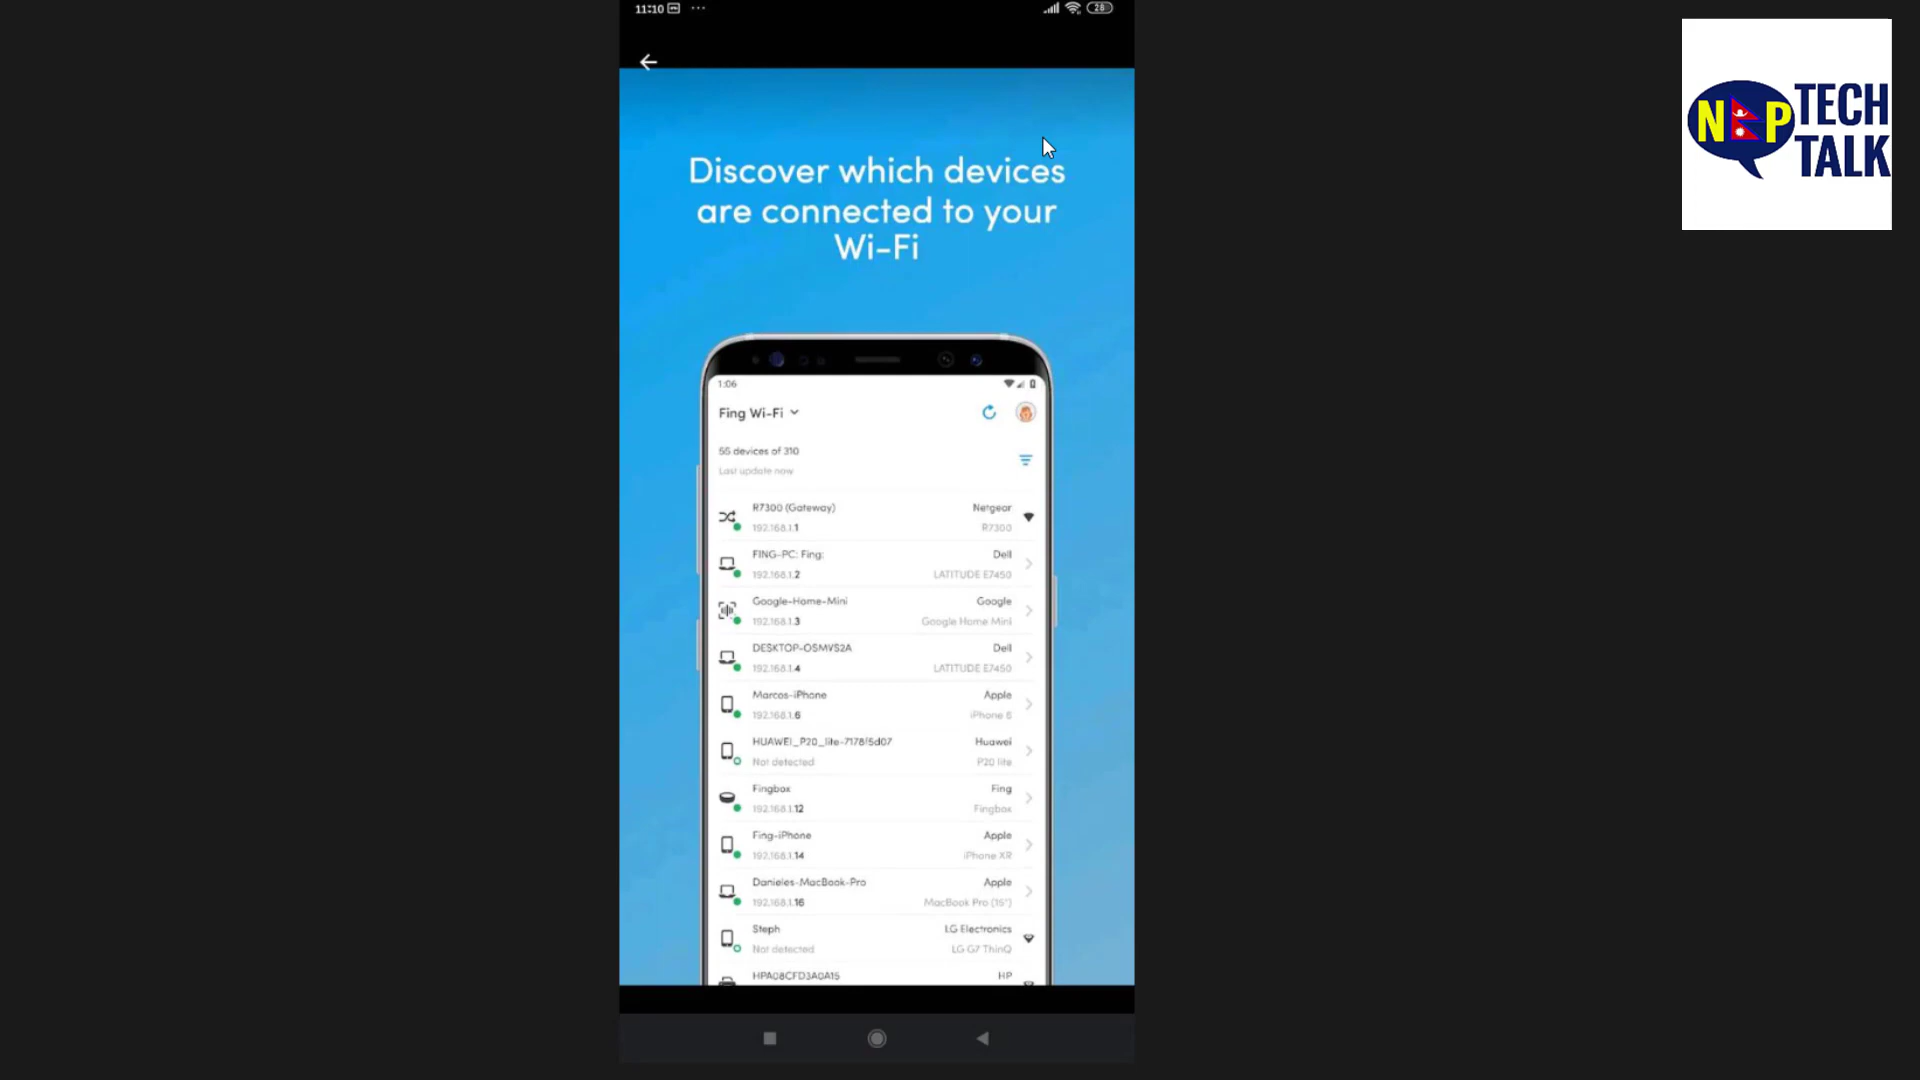 11:10 ... 28
NEP TECH
TALK
Discover which devices
are connected to your
Wi-Fi
1:06
Fing Wi-Fi
55 devices of 310
Last update now
R7300 (Gateway) Netgear
192.168.1.1 R7300
FING-PC: Fing: Dell
192.168.1.2 LATITUDE E7450
Google-Home-Mini Google
192.168.1.3 Google Home Mini
DESKTOP-O5MVS2A Dell
192.168.1.4 LATITUDE E7450
Marcos-iPhone Apple
192.168.1.6 iPhone 6
HUAWEI_P20_lite-7178f5d07 Huawei
Not detected P20 lite
Fingbox Fing
192.168.1.12 Fingbox
Fing-iPhone Apple
192.168.1.14 iPhone XR
Danieles-MacBook-Pro Apple
192.168.1.16 MacBook Pro (15")
Steph LG Electronics
Not detected LG G7 ThinQ
HPA08CFD3A0A15 HP